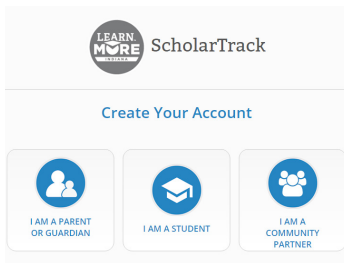 LEARN.
MORE
INDIANA
ScholarTrack
Create Your Account
I AM A PARENT
OR GUARDIAN
I AM A STUDENT
I AM A
COMMUNITY
PARTNER